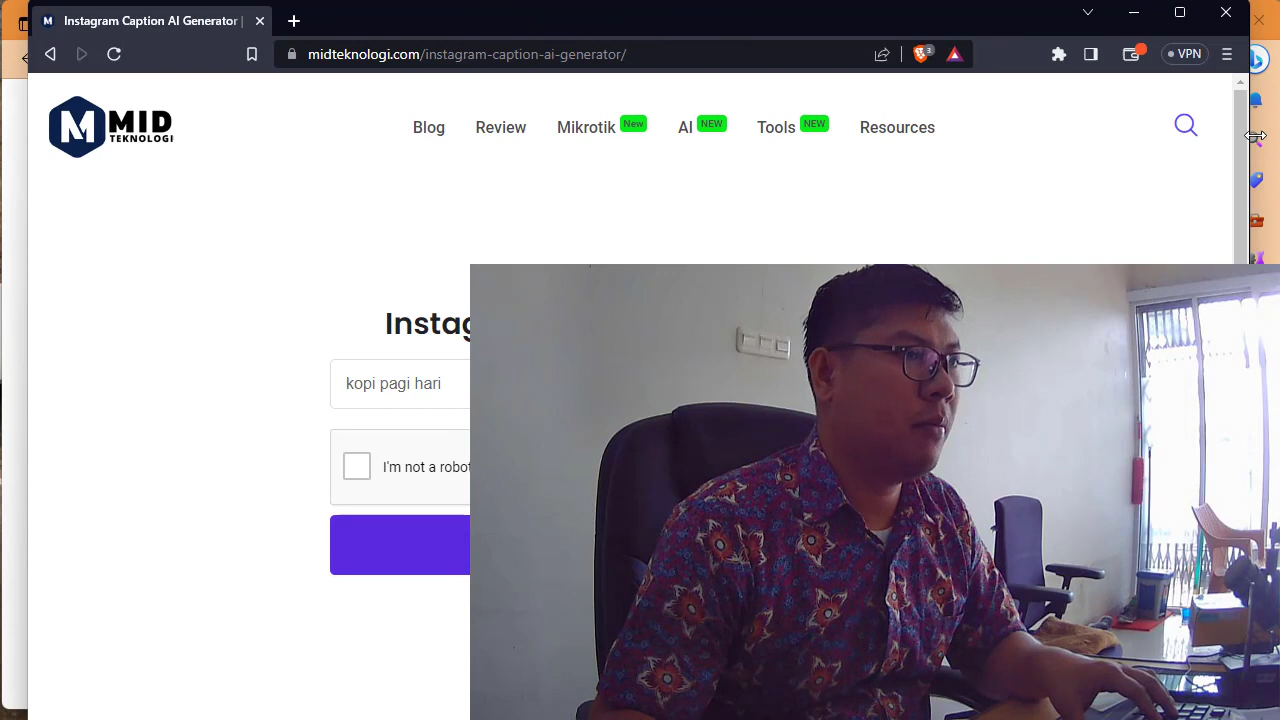 Instagram Caption AI Generator |
midteknologi.com/instagram-caption-ai-generator/
3
VPN
M MID
TEKNOLOGI
Blog
Review
Mikrotik New
AI NEW
Tools NEW
Resources
Instag
kopi pagi hari
I'm not a robot